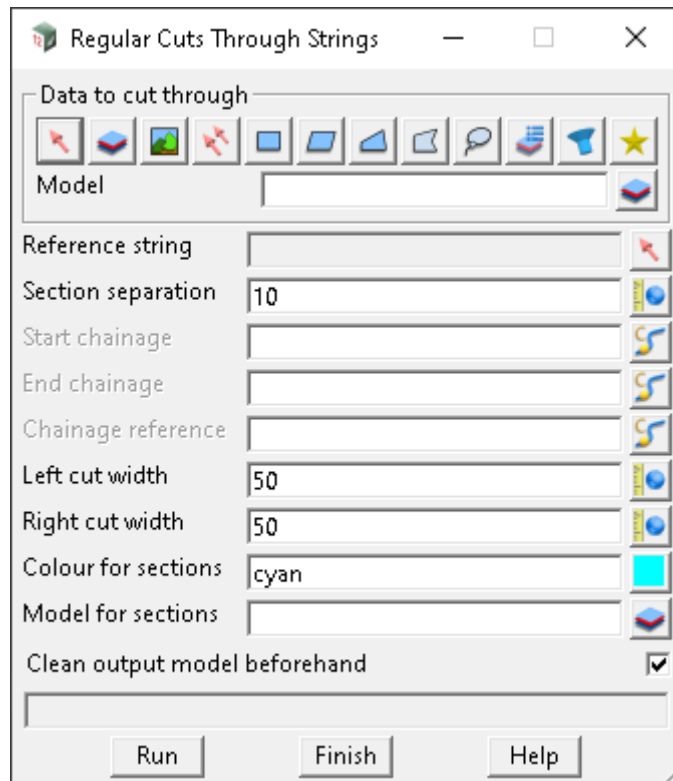 Regular Cuts Through Strings
Data to cut through
Model
Reference string
Section separation 10
Start chainage
End chainage
Chainage reference
Left cut width 50
Right cut width 50
Colour for sections cyan
Model for sections
Clean output model beforehand
Run Finish Help